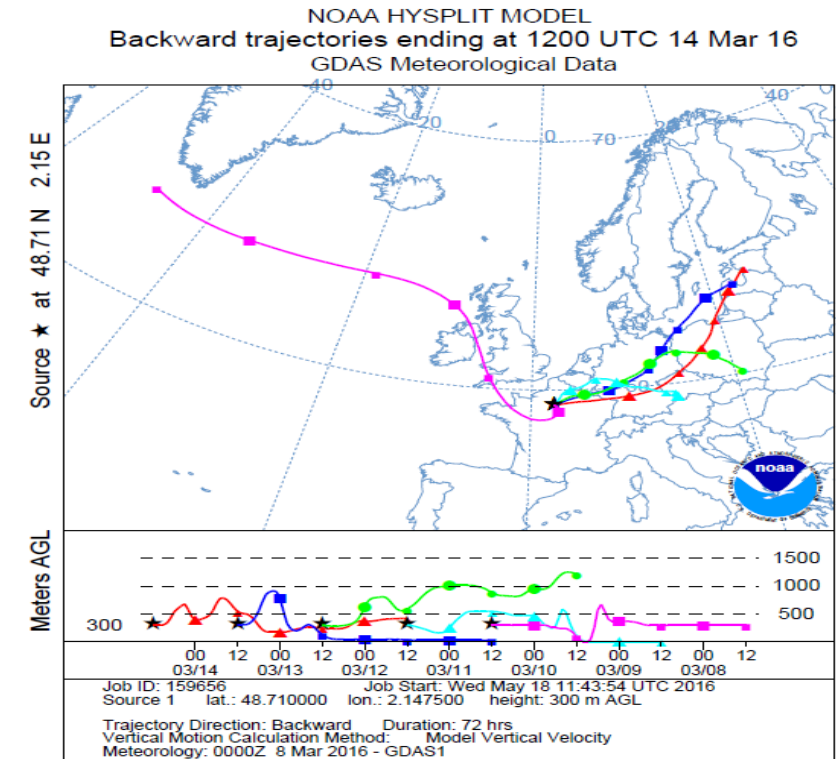 NOAA HYSPLIT MODEL
Backward trajectories ending at 1200 UTC 14 Mar 16
GDAS Meteorological Data
Source ★ at 48.71 N 2.15 E
-40
-20
0
70
40
noaa
Meters AGL
1500
1000
500
300
00 12 00 12 00 12 00 12 00 12 00 12 00 12
03/14 03/13 03/12 03/11 03/10 03/09 03/08
Job ID: 159656 Job Start: Wed May 18 11:43:54 UTC 2016
Source 1 lat.: 48.710000 lon.: 2.147500 height: 300 m AGL
Trajectory Direction: Backward Duration: 72 hrs
Vertical Motion Calculation Method: Model Vertical Velocity
Meteorology: 0000Z 8 Mar 2016 - GDAS1